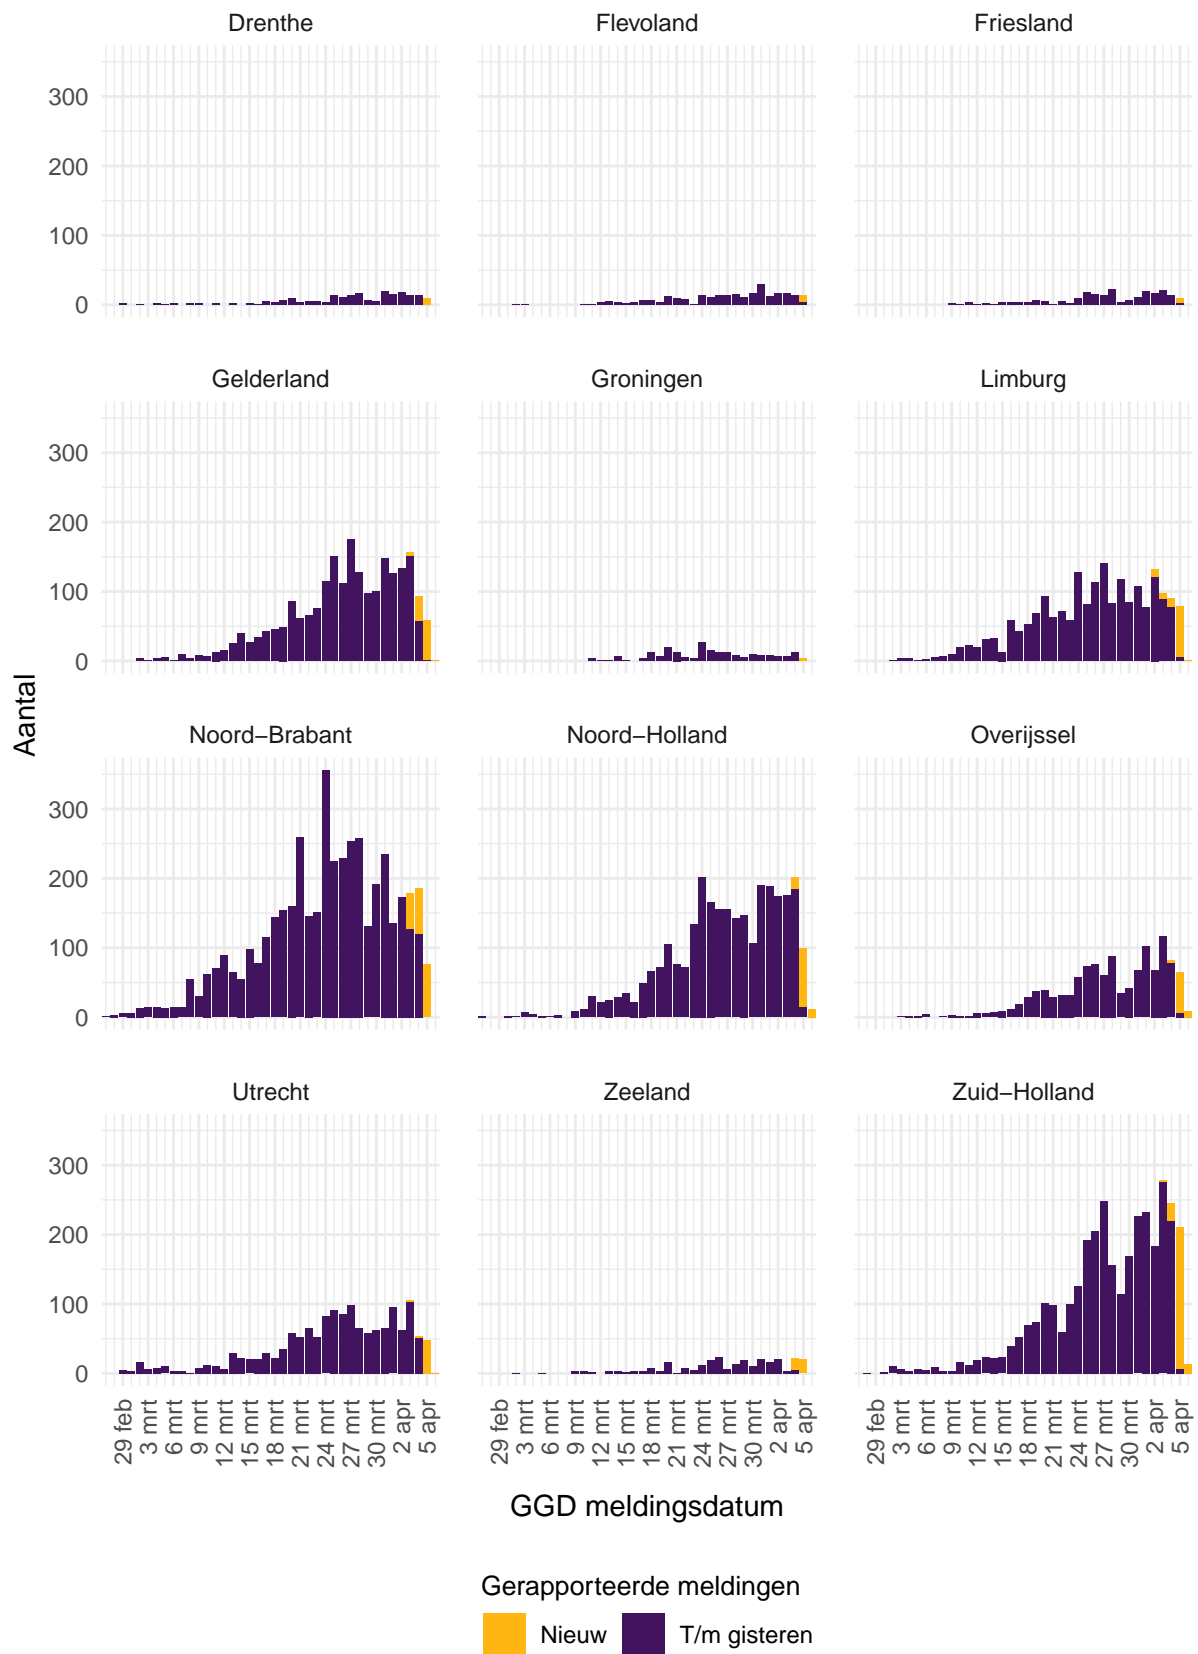 Drenthe Flevoland Friesland
300
200
100
0
Gelderland Groningen Limburg
300
200
100
0
Aantal
Noord−Brabant Noord−Holland Overijssel
300
200
100
0
Utrecht Zeeland Zuid−Holland
300
200
100
0
29 feb 3 mrt 6 mrt 9 mrt 12 mrt 15 mrt 18 mrt 21 mrt 24 mrt 27 mrt 30 mrt 2 apr 5 apr
29 feb 3 mrt 6 mrt 9 mrt 12 mrt 15 mrt 18 mrt 21 mrt 24 mrt 27 mrt 30 mrt 2 apr 5 apr
29 feb 3 mrt 6 mrt 9 mrt 12 mrt 15 mrt 18 mrt 21 mrt 24 mrt 27 mrt 30 mrt 2 apr 5 apr
GGD meldingsdatum
Gerapporteerde meldingen
Nieuw T/m gisteren